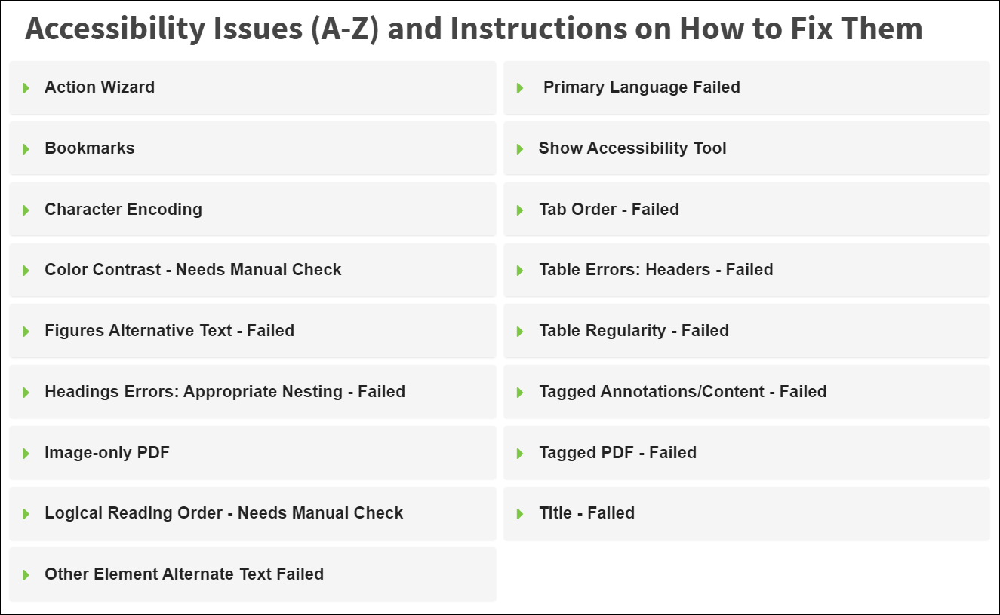 Accessibility Issues (A-Z) and Instructions on How to Fix Them
Action Wizard
Bookmarks
Character Encoding
Color Contrast - Needs Manual Check
Figures Alternative Text - Failed
Headings Errors: Appropriate Nesting - Failed
Image-only PDF
Logical Reading Order - Needs Manual Check
Other Element Alternate Text Failed
Primary Language Failed
Show Accessibility Tool
Tab Order - Failed
Table Errors: Headers - Failed
Table Regularity - Failed
Tagged Annotations/Content - Failed
Tagged PDF - Failed
Title - Failed